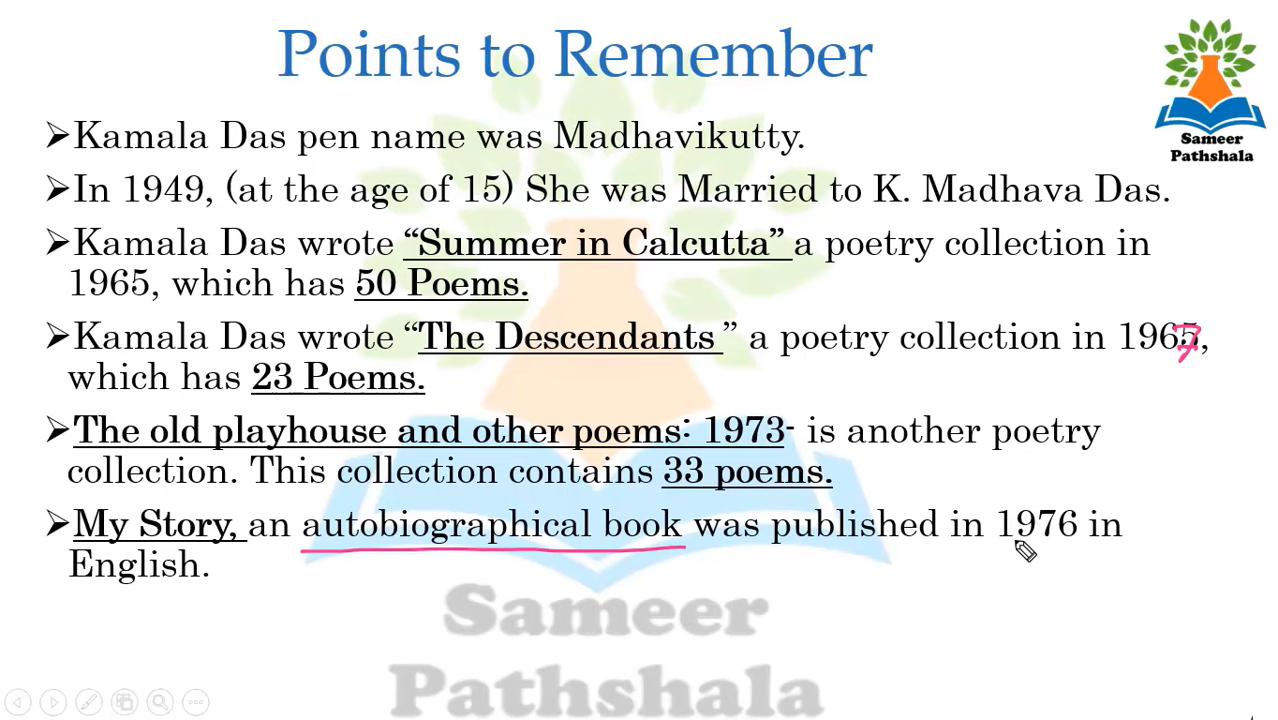 Points to Remember
Sameer
Pathshala
➢Kamala Das pen name was Madhavikutty.
➢In 1949, (at the age of 15) She was Married to K. Madhava Das.
➢Kamala Das wrote “Summer in Calcutta” a poetry collection in
1965, which has 50 Poems.
➢Kamala Das wrote “The Descendants ” a poetry collection in 1965,
7
which has 23 Poems.
➢The old playhouse and other poems: 1973- is another poetry
collection. This collection contains 33 poems.
➢My Story, an autobiographical book was published in 1976 in
English.
Sameer
Pathshala